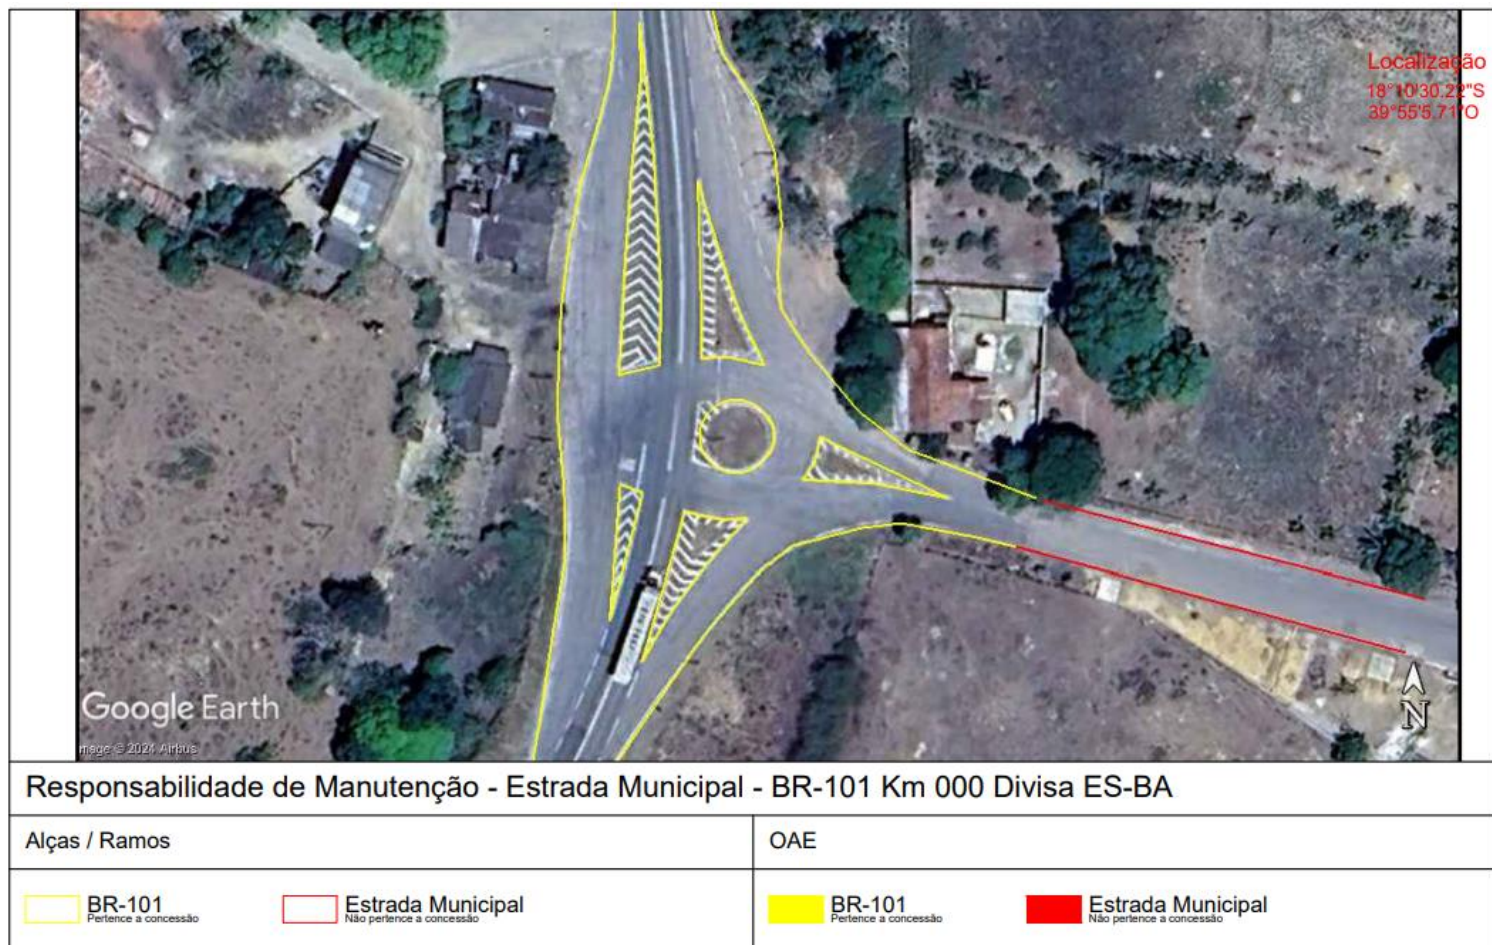 Localização
18°10'30.22"S
39°55'5.71"O
Google Earth
mage © 2024 Airbus
N
Responsabilidade de Manutenção - Estrada Municipal - BR-101 Km 000 Divisa ES-BA
Alças / Ramos
OAE
BR-101
Pertence a concessão
Estrada Municipal
Não pertence a concessão
BR-101
Pertence a concessão
Estrada Municipal
Não pertence a concessão